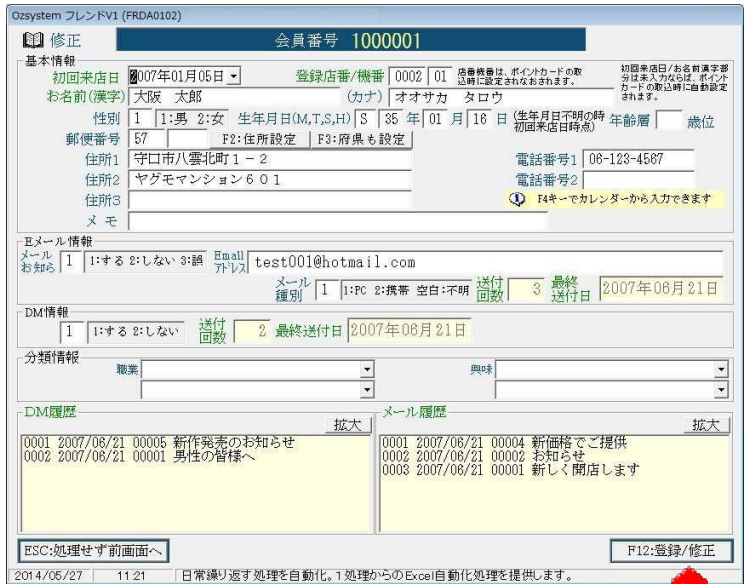 Ozsystem フレンドV1 (FRDA0102)
修正 会員番号 1000001
基本情報
初回来店日 2007年01月05日 登録店番/機番 0002 01 店番機番は、ポイントカードの取込時に設定されなおされます。 初回来店日/お名前漢字部分は未入力ならば、ポイントカードの取込時に自動設定されます。
お名前(漢字) 大阪 太郎 (カナ) オオサカ タロウ
性別 1 1:男 2:女 生年月日(M,T,S,H) S 35 年 01 月 16 日 (生年月日不明の時 初回来店日時点) 年齢層 歳位
郵便番号 57 F2:住所設定 F3:府県も設定
住所1 守口市八雲北町1-2 電話番号1 06-123-4567
住所2 ヤグモマンション601 電話番号2
住所3 F4キーでカレンダーから入力できます
メモ
Eメール情報
メールお知ら 1 1:する 2:しない 3:誤 Emailアドレス test001@hotmail.com
メール種別 1 1:PC 2:携帯 空白:不明 送付回数 3 最終送付日 2007年06月21日
DM情報
1 1:する 2:しない 送付回数 2 最終送付日 2007年06月21日
分類情報
職業 興味
DM履歴 拡大
0001 2007/06/21 00005 新作発売のお知らせ
0002 2007/06/21 00001 男性の皆様へ
メール履歴 拡大
0001 2007/06/21 00004 新価格でご提供
0002 2007/06/21 00002 お知らせ
0003 2007/06/21 00001 新しく開店します
ESC:処理せず前画面へ F12:登録/修正
2014/05/27 11:21 日常繰り返す処理を自動化。1処理からのExcel自動化処理を提供します。